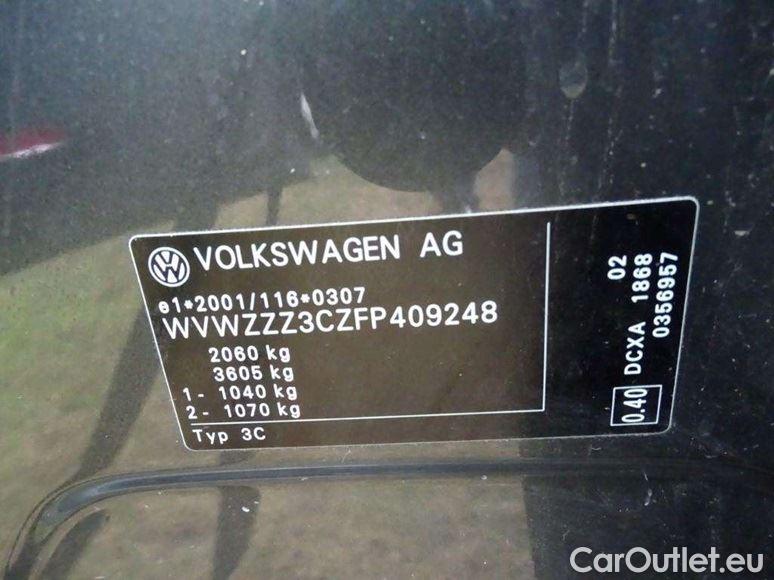 VOLKSWAGEN AG
e1*2001/116*0307
WVWZZZ3CZFP409248
2060 kg
3605 kg
1- 1040 kg
2- 1070 kg
Typ 3C
0.40 DCXA 1868 02
0356957
CarOutlet.eu